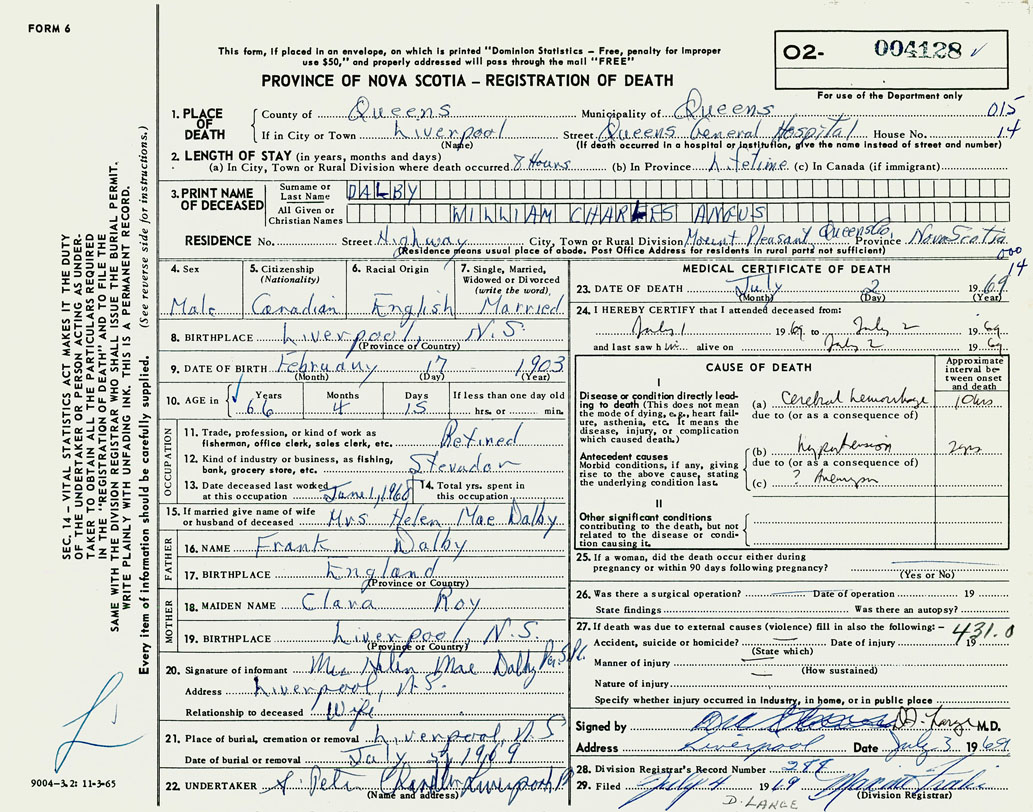 FORM 6
This form, if placed in an envelope, on which is printed "Dominion Statistics – Free, penalty for improper
use $50," and properly addressed will pass through the mail "FREE"
PROVINCE OF NOVA SCOTIA – REGISTRATION OF DEATH
O2- 004128 ✓
For use of the Department only
015
14
1. PLACE OF DEATH
County of Queens Municipality of Queens
If in City or Town Liverpool Street Queens General Hospital House No.
(Name) (If death occurred in a hospital or institution, give the name instead of street and number)
2. LENGTH OF STAY (in years, months and days)
(a) In City, Town or Rural Division where death occurred 8 Hours (b) In Province Lifetime (c) In Canada (if immigrant)
3. PRINT NAME OF DECEASED
Surname or Last Name DALBY
All Given or Christian Names WILLIAM CHARLES ANGUS
RESIDENCE No. Street Highway City, Town or Rural Division Mount Pleasant Queens Co. Province Nova Scotia
(Residence means usual place of abode. Post Office Address for residents in rural parts not sufficient)
000
14
4. Sex Male
5. Citizenship (Nationality) Canadian
6. Racial Origin English
7. Single, Married, Widowed or Divorced (write the word) Married
8. BIRTHPLACE Liverpool, N.S.
(Province or Country)
9. DATE OF BIRTH February 17 1903
(Month) (Day) (Year)
10. AGE in Years 66 Months 4 Days 15 If less than one day old hrs. or min.
OCCUPATION
11. Trade, profession, or kind of work as fisherman, office clerk, sales clerk, etc. Retired
12. Kind of industry or business, as fishing, bank, grocery store, etc. Stevador
13. Date deceased last worked at this occupation June 1, 1968
14. Total yrs. spent in this occupation
15. If married give name of wife or husband of deceased Mrs Helen Mae Dalby
FATHER
16. NAME Frank Dalby
17. BIRTHPLACE England
(Province or Country)
MOTHER
18. MAIDEN NAME Clara Roy
19. BIRTHPLACE Liverpool, N.S.
(Province or Country)
20. Signature of informant Mrs Helen Mae Dalby
Address Liverpool, N.S.
Relationship to deceased Wife
21. Place of burial, cremation or removal Liverpool N S
Date of burial or removal July 1969
22. UNDERTAKER Chandler Liverpool
(Name and address)
MEDICAL CERTIFICATE OF DEATH
23. DATE OF DEATH July 2 1969
(Month) (Day) (Year)
24. I HEREBY CERTIFY that I attended deceased from:
July 1 1969 to July 2 1969
and last saw him alive on July 2 1969
CAUSE OF DEATH
Approximate interval between onset and death
I
Disease or condition directly leading to death (This does not mean the mode of dying, e.g., heart failure, asthenia, etc. It means the disease, injury, or complication which caused death.)
(a) Cerebral hemorrhage 10 hrs
due to (or as a consequence of)
Antecedent causes
Morbid conditions, if any, giving rise to the above cause, stating the underlying condition last.
(b) hypertension 2 yrs
due to (or as a consequence of)
(c) ?
II
Other significant conditions
contributing to the death, but not related to the disease or condition causing it.
25. If a woman, did the death occur either during pregnancy or within 90 days following pregnancy?
(Yes or No)
26. Was there a surgical operation? Date of operation 19
State findings Was there an autopsy?
27. If death was due to external causes (violence) fill in also the following: –
431.0
Accident, suicide or homicide? Date of injury 19
(State which)
Manner of injury
(How sustained)
Nature of injury
Specify whether injury occurred in Industry, in home, or in public place
Signed by M.D.
Address Liverpool Date July 3 1969
28. Division Registrar's Record Number 288
29. Filed July 4 1969
(Division Registrar)
D. LANGE
SEC. 14 – VITAL STATISTICS ACT MAKES IT THE DUTY
OF THE UNDERTAKER OR PERSON ACTING AS UNDER-
TAKER TO OBTAIN ALL THE PARTICULARS REQUIRED
IN THE "REGISTRATION OF DEATH" AND TO FILE THE
SAME WITH THE DIVISION REGISTRAR WHO SHALL ISSUE THE BURIAL PERMIT.
WRITE PLAINLY WITH UNFADING INK. THIS IS A PERMANENT RECORD.
Every item of information should be carefully supplied. (See reverse side for instructions.)
9004-3.2: 11-3-65